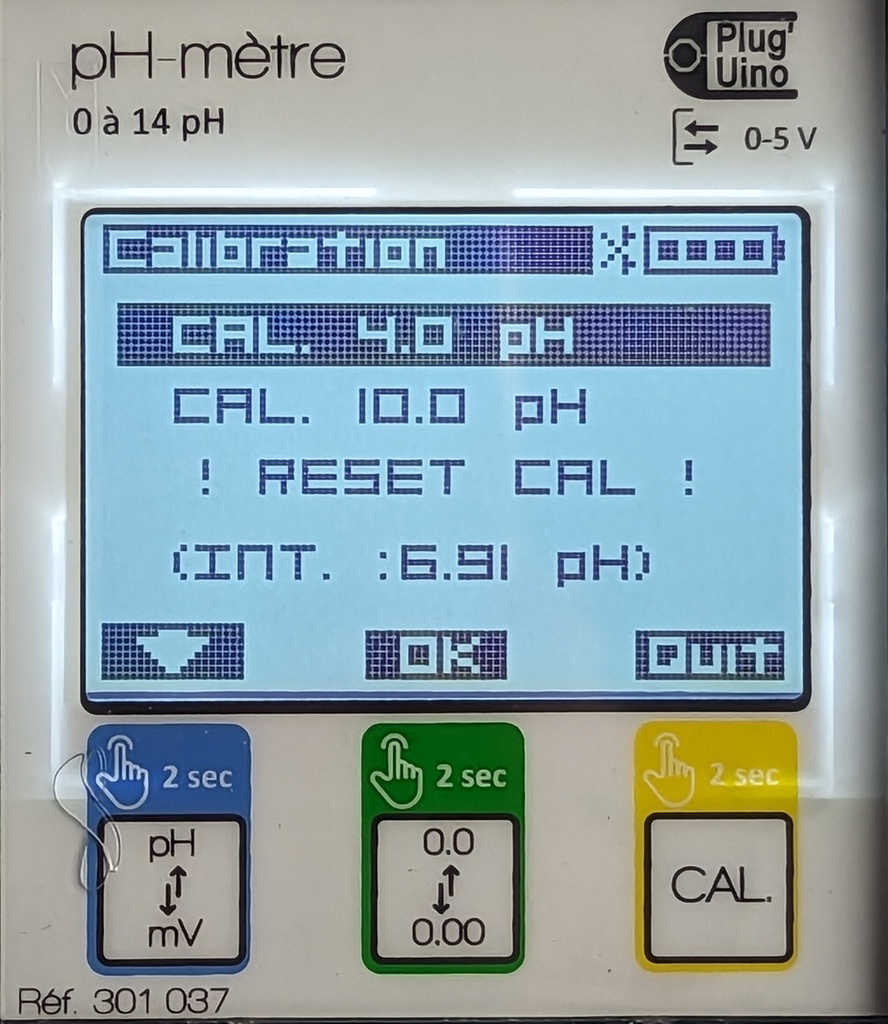 pH-mètre
Plug'
Uino
0 à 14 pH
0-5 V
Calibration
CAL. 4.0 pH
CAL. 10.0 pH
! RESET CAL !
(INT. :6.91 pH)
OK
Quit
2 sec
2 sec
2 sec
pH
mV
0.0
0.00
CAL.
Réf. 301 037